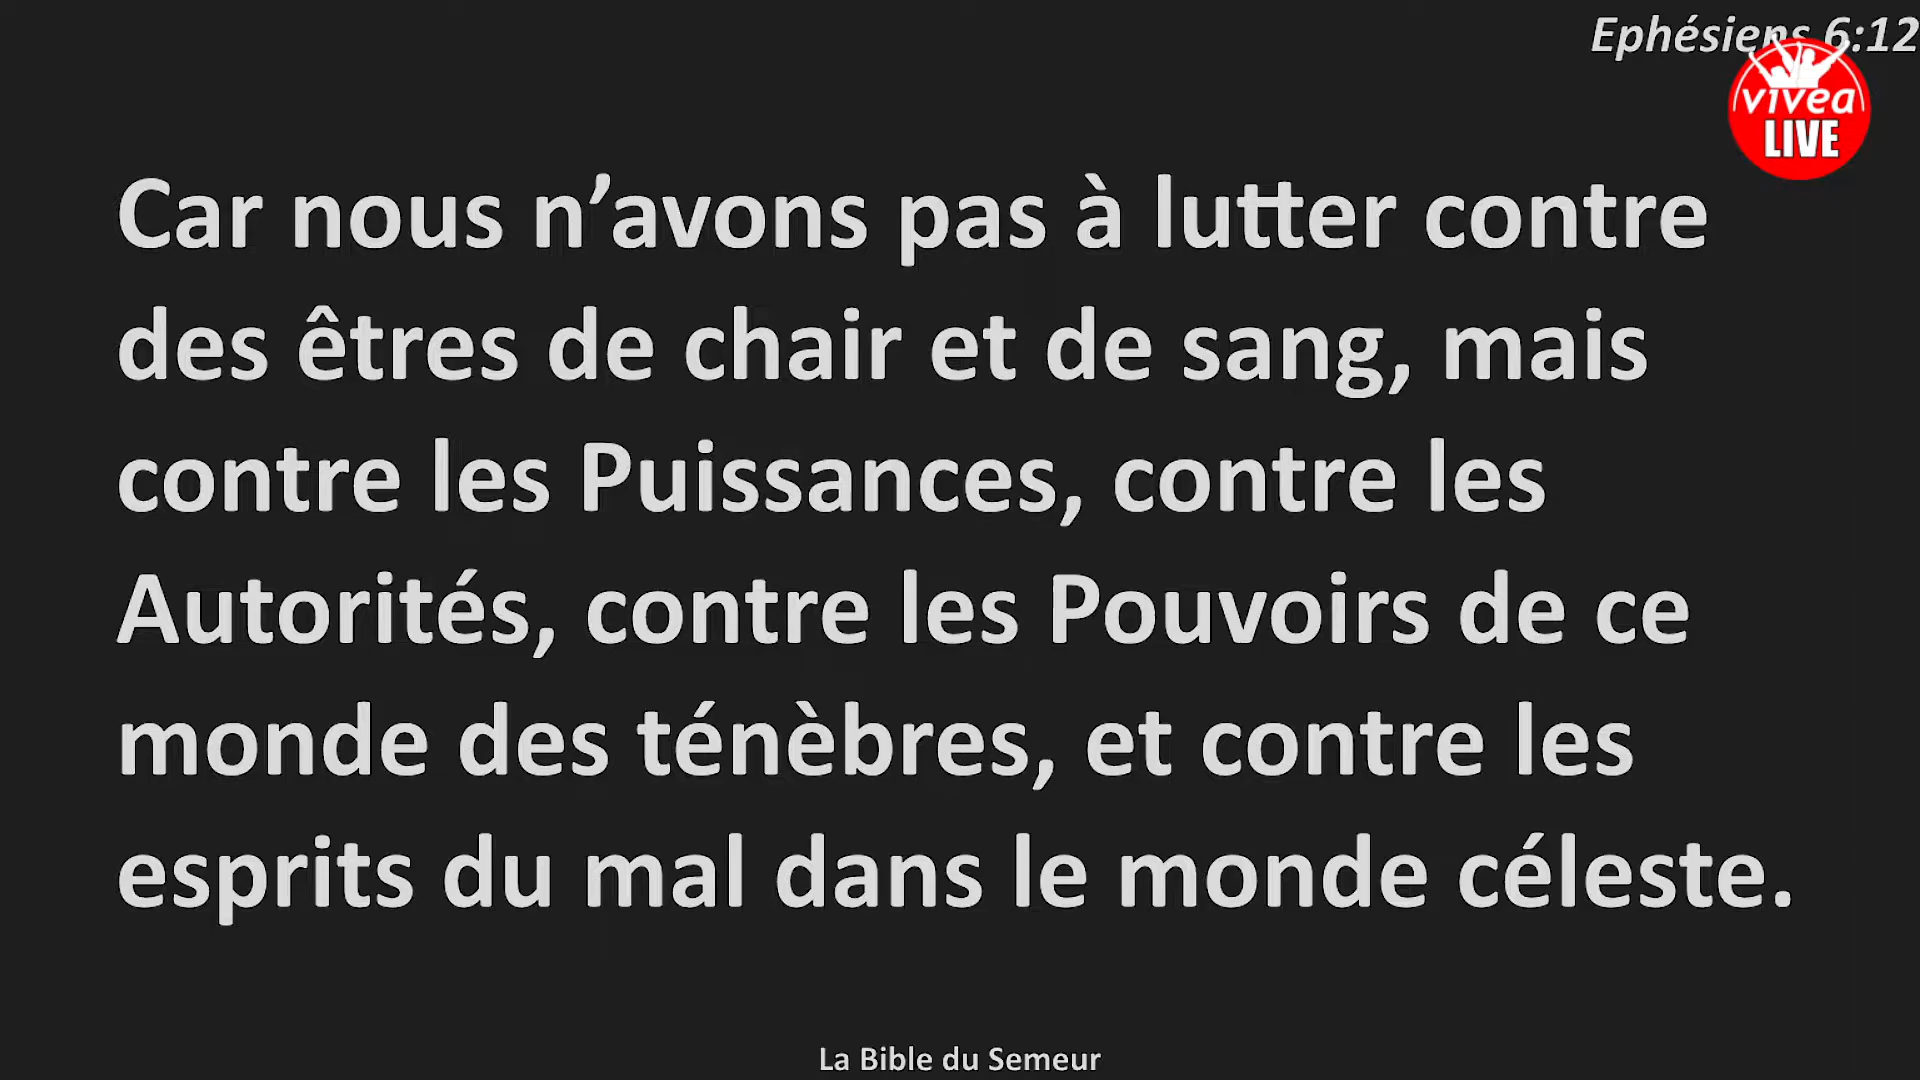 Ephésiens 6:12
vivea
LIVE
Car nous n’avons pas à lutter contre
des êtres de chair et de sang, mais
contre les Puissances, contre les
Autorités, contre les Pouvoirs de ce
monde des ténèbres, et contre les
esprits du mal dans le monde céleste.
La Bible du Semeur